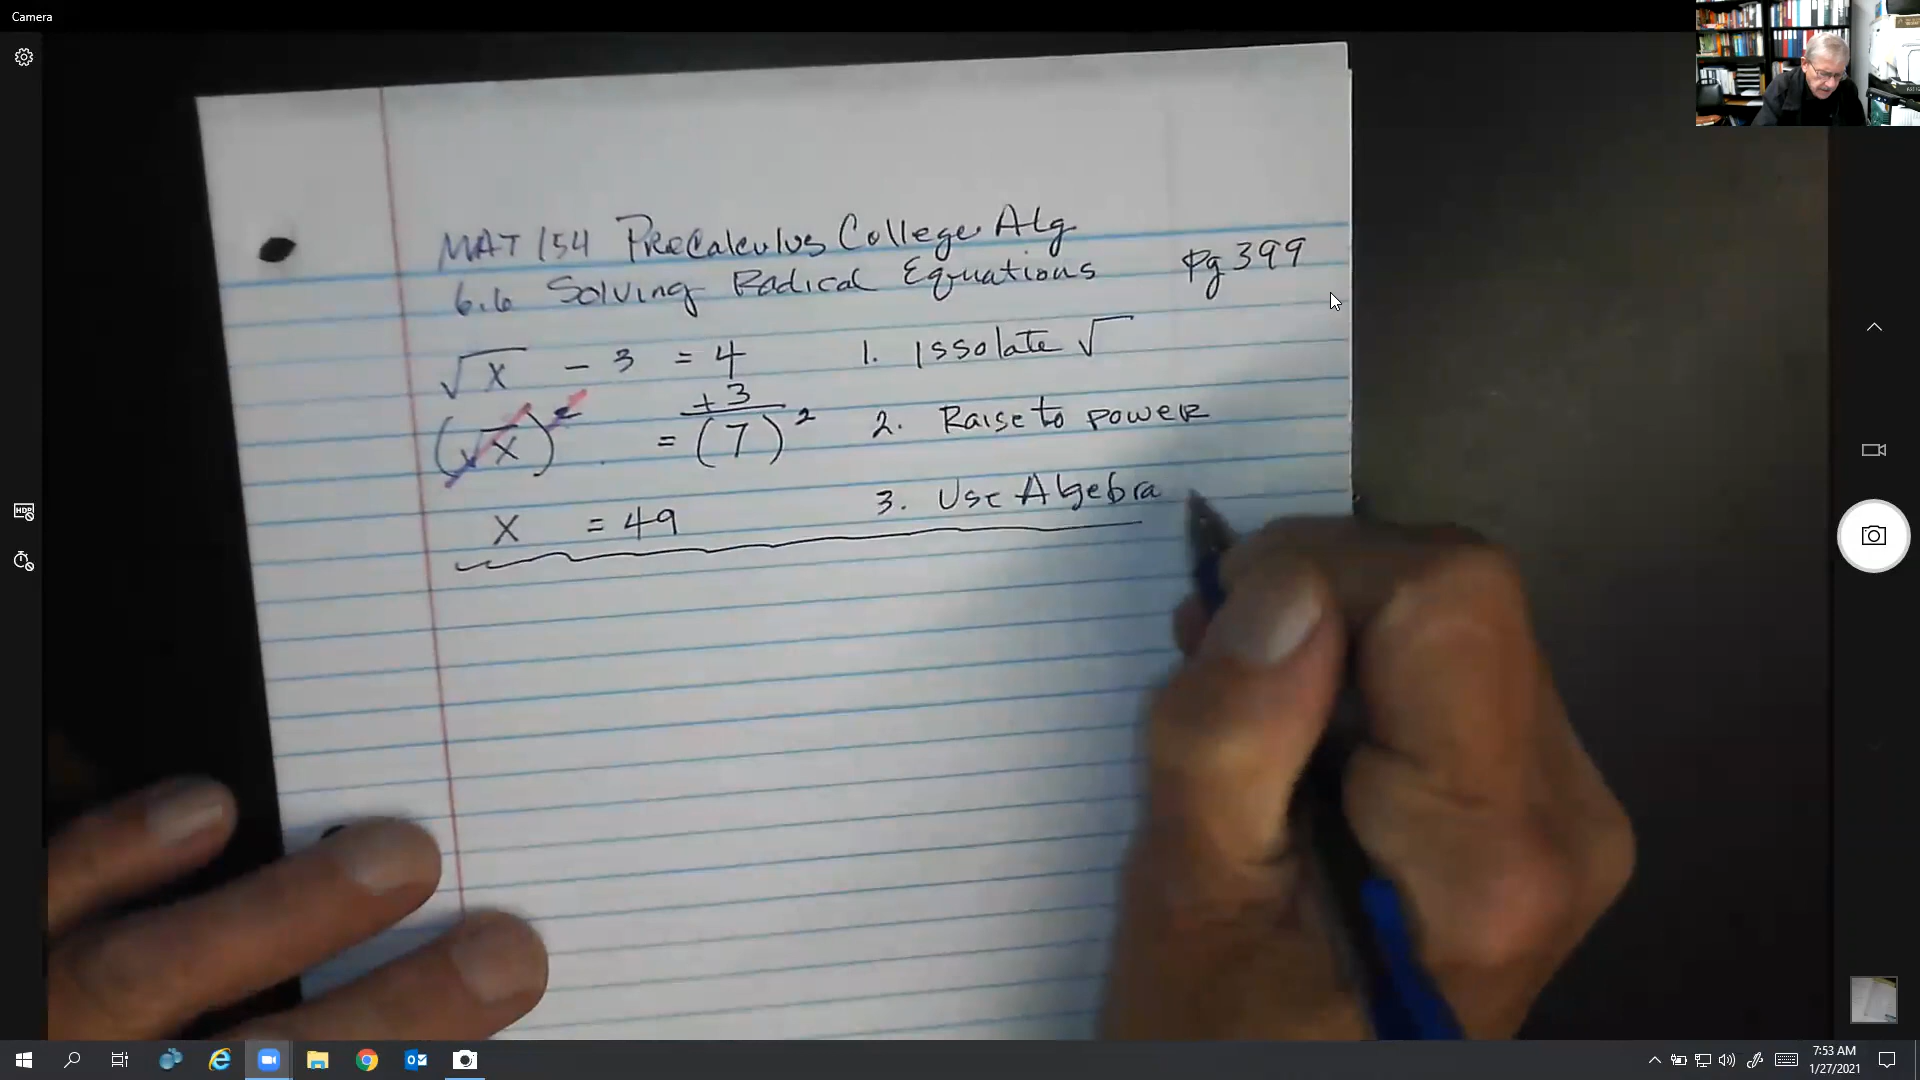 Camera
MAT 154 PreCalculus College Alg
6.6 Solving Radical Equations pg 399
√x - 3 = 4 1. Issolate √
+3
(√x)² = (7)² 2. Raise to power
x = 49 3. Use Algebra
7:53 AM
1/27/2021